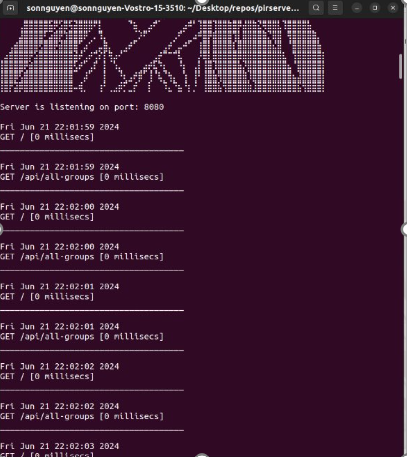 sonnguyen@sonnguyen-Vostro-15-3510: ~/Desktop/repos/pirserve...
Server is listening on port: 8080
Fri Jun 21 22:01:59 2024
GET / [0 millisecs]
Fri Jun 21 22:01:59 2024
GET /api/all-groups [0 millisecs]
Fri Jun 21 22:02:00 2024
GET / [0 millisecs]
Fri Jun 21 22:02:00 2024
GET /api/all-groups [0 millisecs]
Fri Jun 21 22:02:01 2024
GET / [0 millisecs]
Fri Jun 21 22:02:01 2024
GET /api/all-groups [0 millisecs]
Fri Jun 21 22:02:02 2024
GET / [0 millisecs]
Fri Jun 21 22:02:02 2024
GET /api/all-groups [0 millisecs]
Fri Jun 21 22:02:03 2024
GET / [0 millisecs]